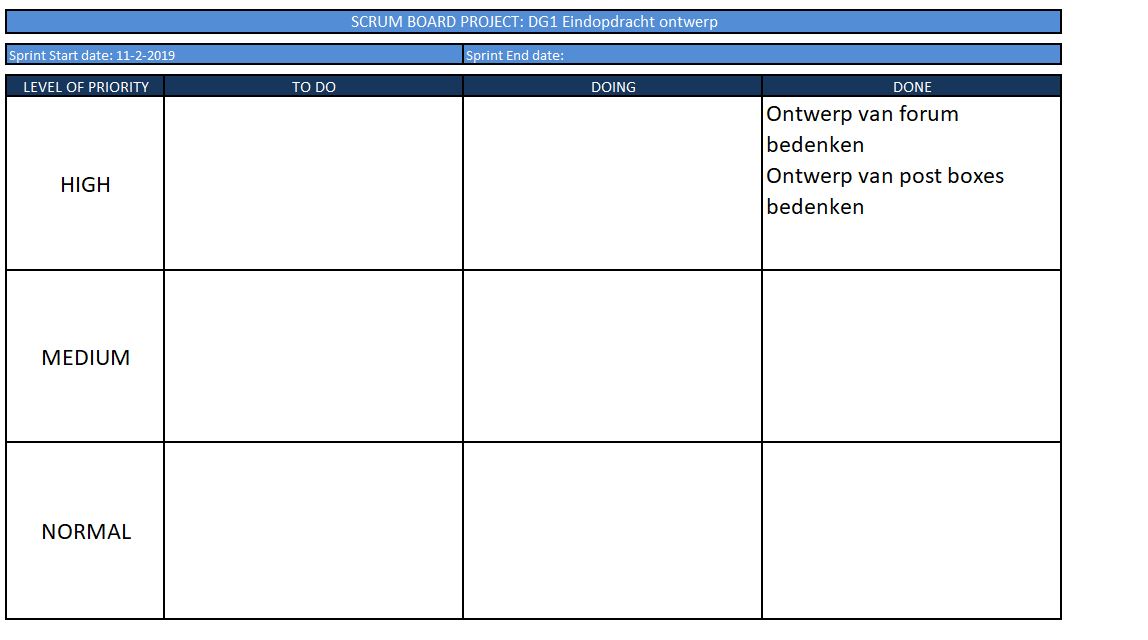 SCRUM BOARD PROJECT: DG1 Eindopdracht ontwerp
Sprint Start date: 11-2-2019 Sprint End date:
LEVEL OF PRIORITY TO DO DOING DONE
HIGH
Ontwerp van forum
bedenken
Ontwerp van post boxes
bedenken
MEDIUM
NORMAL